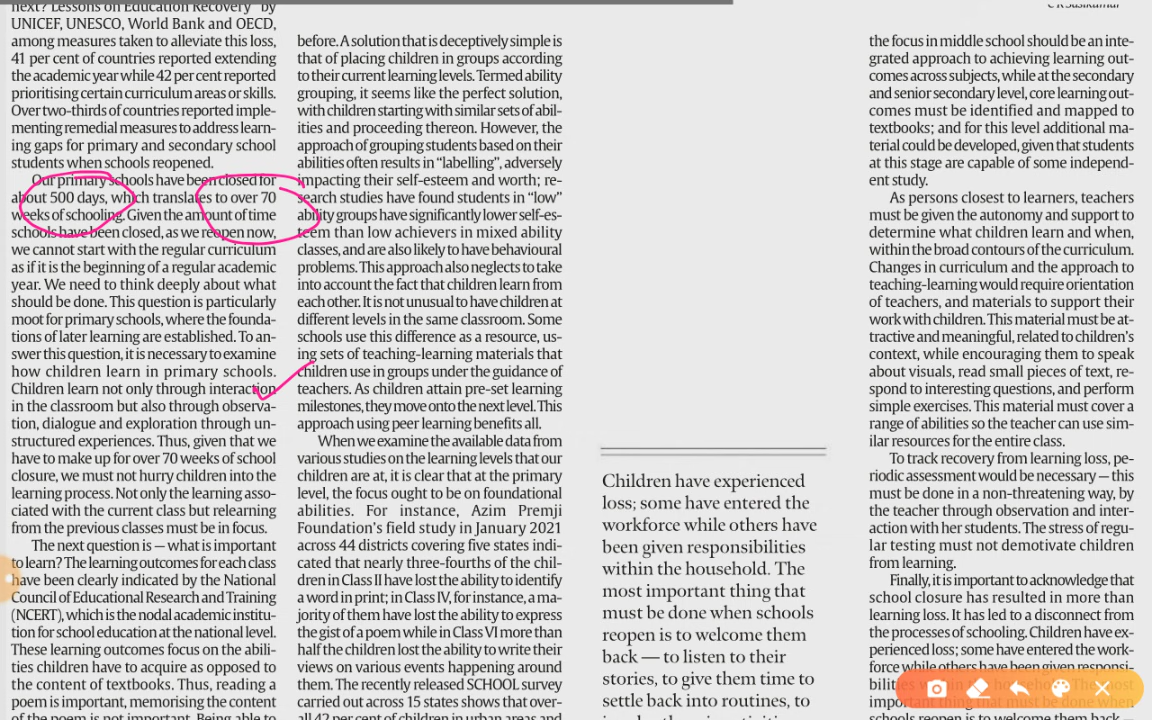 next? Lessons on Education Recovery" by
UNICEF, UNESCO, World Bank and OECD,
among measures taken to alleviate this loss,
41 per cent of countries reported extending
the academic year while 42 per cent reported
prioritising certain curriculum areas or skills.
Over two-thirds of countries reported imple-
menting remedial measures to address learn-
ing gaps for primary and secondary school
students when schools reopened.
Our primary schools have been closed for
about 500 days, which translates to over 70
weeks of schooling. Given the amount of time
schools have been closed, as we reopen now,
we cannot start with the regular curriculum
as if it is the beginning of a regular academic
year. We need to think deeply about what
should be done. This question is particularly
moot for primary schools, where the founda-
tions of later learning are established. To an-
swer this question, it is necessary to examine
how children learn in primary schools.
Children learn not only through interaction
in the classroom but also through observa-
tion, dialogue and exploration through un-
structured experiences. Thus, given that we
have to make up for over 70 weeks of school
closure, we must not hurry children into the
learning process. Not only the learning asso-
ciated with the current class but relearning
from the previous classes must be in focus.
The next question is — what is important
to learn? The learning outcomes for each class
have been clearly indicated by the National
Council of Educational Research and Training
(NCERT), which is the nodal academic institu-
tion for school education at the national level.
These learning outcomes focus on the abili-
ties children have to acquire as opposed to
the content of textbooks. Thus, reading a
poem is important, memorising the content
of the poem is not important. Being able to
before. A solution that is deceptively simple is
that of placing children in groups according
to their current learning levels. Termed ability
grouping, it seems like the perfect solution,
with children starting with similar sets of abil-
ities and proceeding thereon. However, the
approach of grouping students based on their
abilities often results in "labelling", adversely
impacting their self-esteem and worth; re-
search studies have found students in "low"
ability groups have significantly lower self-es-
teem than low achievers in mixed ability
classes, and are also likely to have behavioural
problems. This approach also neglects to take
into account the fact that children learn from
each other. It is not unusual to have children at
different levels in the same classroom. Some
schools use this difference as a resource, us-
ing sets of teaching-learning materials that
children use in groups under the guidance of
teachers. As children attain pre-set learning
milestones, they move onto the next level. This
approach using peer learning benefits all.
When we examine the available data from
various studies on the learning levels that our
children are at, it is clear that at the primary
level, the focus ought to be on foundational
abilities. For instance, Azim Premji
Foundation's field study in January 2021
across 44 districts covering five states indi-
cated that nearly three-fourths of the chil-
dren in Class II have lost the ability to identify
a word in print; in Class IV, for instance, a ma-
jority of them have lost the ability to express
the gist of a poem while in Class VI more than
half the children lost the ability to write their
views on various events happening around
them. The recently released SCHOOL survey
carried out across 15 states shows that over-
all 42 per cent of children in urban areas and
Children have experienced
loss; some have entered the
workforce while others have
been given responsibilities
within the household. The
most important thing that
must be done when schools
reopen is to welcome them
back — to listen to their
stories, to give them time to
settle back into routines, to
C R Sasikumar
the focus in middle school should be an inte-
grated approach to achieving learning out-
comes across subjects, while at the secondary
and senior secondary level, core learning out-
comes must be identified and mapped to
textbooks; and for this level additional ma-
terial could be developed, given that students
at this stage are capable of some independ-
ent study.
As persons closest to learners, teachers
must be given the autonomy and support to
determine what children learn and when,
within the broad contours of the curriculum.
Changes in curriculum and the approach to
teaching-learning would require orientation
of teachers, and materials to support their
work with children. This material must be at-
tractive and meaningful, related to children's
context, while encouraging them to speak
about visuals, read small pieces of text, re-
spond to interesting questions, and perform
simple exercises. This material must cover a
range of abilities so the teacher can use sim-
ilar resources for the entire class.
To track recovery from learning loss, pe-
riodic assessment would be necessary — this
must be done in a non-threatening way, by
the teacher through observation and inter-
action with her students. The stress of regu-
lar testing must not demotivate children
from learning.
Finally, it is important to acknowledge that
school closure has resulted in more than
learning loss. It has led to a disconnect from
the processes of schooling. Children have ex-
perienced loss; some have entered the work-
force while others have been given responsi-
bilities within the household. The most
important thing that must be done when
schools reopen is to welcome them back —